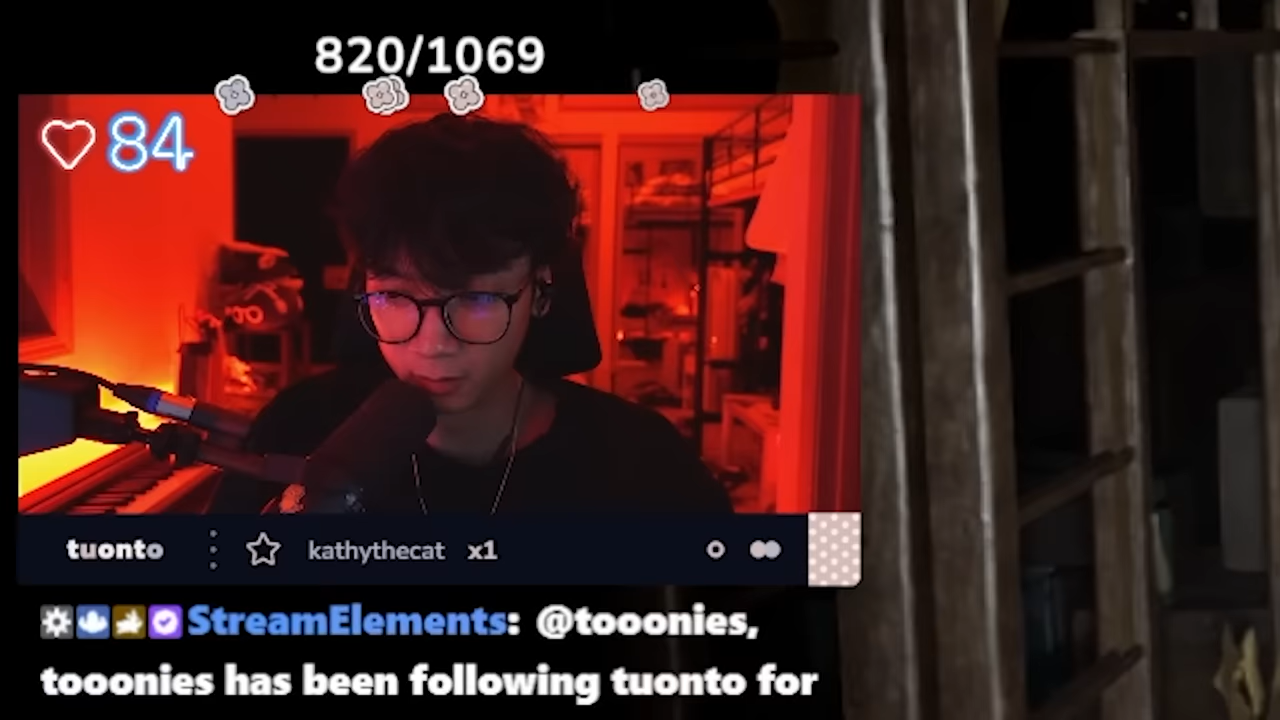 820/1069
84
tuonto kathythecat x1
StreamElements: @tooonies,
tooonies has been following tuonto for